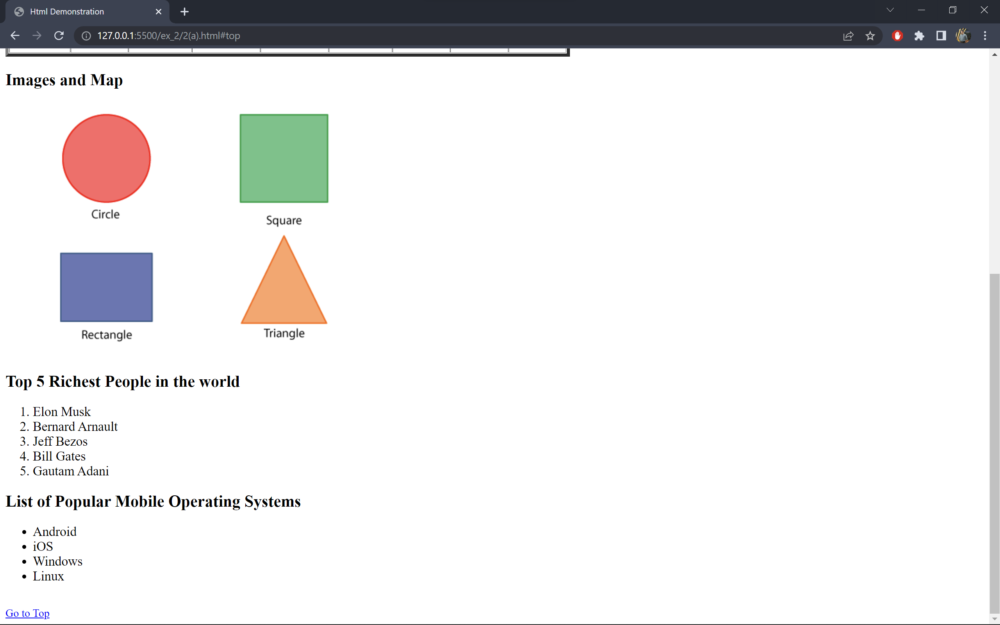 Html Demonstration
127.0.0.1:5500/ex_2/2(a).html#top
Images and Map
Circle
Square
Rectangle
Triangle
Top 5 Richest People in the world
1. Elon Musk
2. Bernard Arnault
3. Jeff Bezos
4. Bill Gates
5. Gautam Adani
List of Popular Mobile Operating Systems
• Android
• iOS
• Windows
• Linux
Go to Top